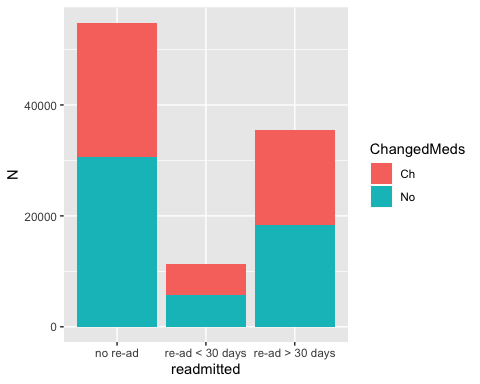 N
40000
20000
0
no re-ad
re-ad < 30 days
re-ad > 30 days
readmitted
ChangedMeds
Ch
No